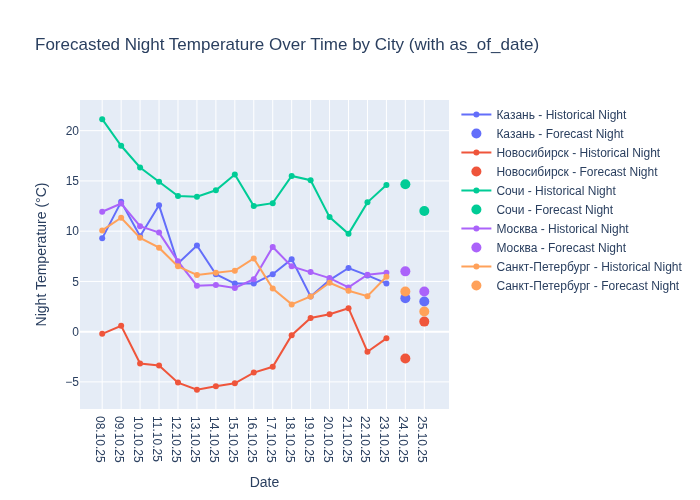 Forecasted Night Temperature Over Time by City (with as_of_date)
Night Temperature (°C)
20
15
10
5
0
−5
08.10.25
09.10.25
10.10.25
11.10.25
12.10.25
13.10.25
14.10.25
15.10.25
16.10.25
17.10.25
18.10.25
19.10.25
20.10.25
21.10.25
22.10.25
23.10.25
24.10.25
25.10.25
Date
Казань - Historical Night
Казань - Forecast Night
Новосибирск - Historical Night
Новосибирск - Forecast Night
Сочи - Historical Night
Сочи - Forecast Night
Москва - Historical Night
Москва - Forecast Night
Санкт-Петербург - Historical Night
Санкт-Петербург - Forecast Night